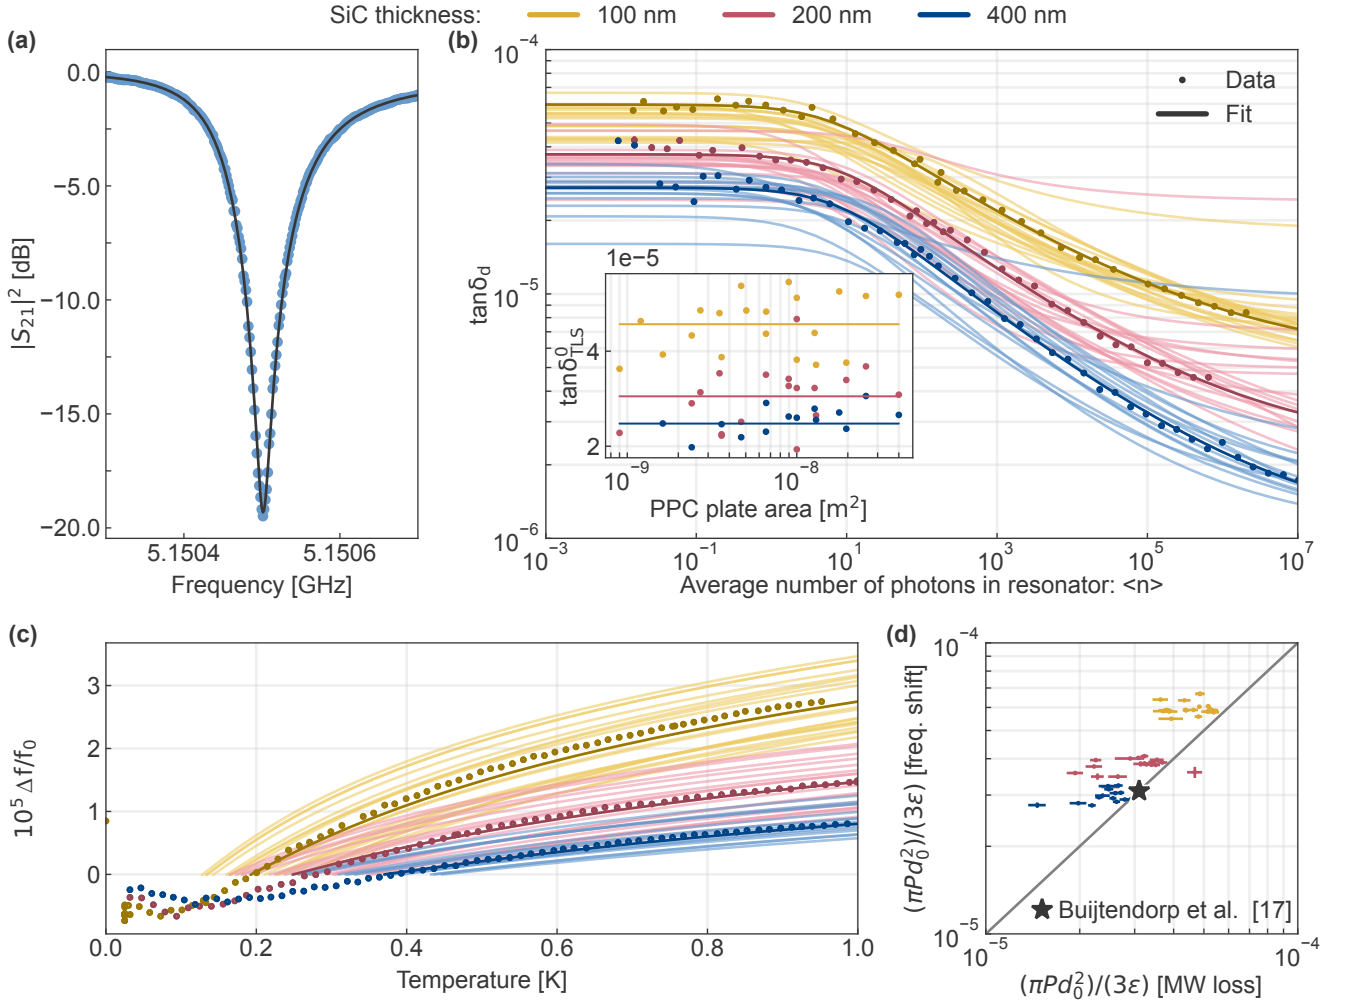 SiC thickness: 100 nm 200 nm 400 nm
(a)
0.0
−5.0
−10.0
−15.0
−20.0
|S21|² [dB]
5.1504 5.1506
Frequency [GHz]
(b)
10⁻⁴
10⁻⁵
10⁻⁶
tanδd
Data
Fit
1e−5
4
2
tanδ⁰TLS
10⁻⁹ 10⁻⁸
PPC plate area [m²]
10⁻³ 10⁻¹ 10¹ 10³ 10⁵ 10⁷
Average number of photons in resonator: <n>
(c)
3
2
1
0
10⁵ Δf/f₀
0.0 0.2 0.4 0.6 0.8 1.0
Temperature [K]
(d)
10⁻⁴
10⁻⁵
(πPd₀²)/(3ε) [freq. shift]
Buijtendorp et al. [17]
10⁻⁵ 10⁻⁴
(πPd₀²)/(3ε) [MW loss]